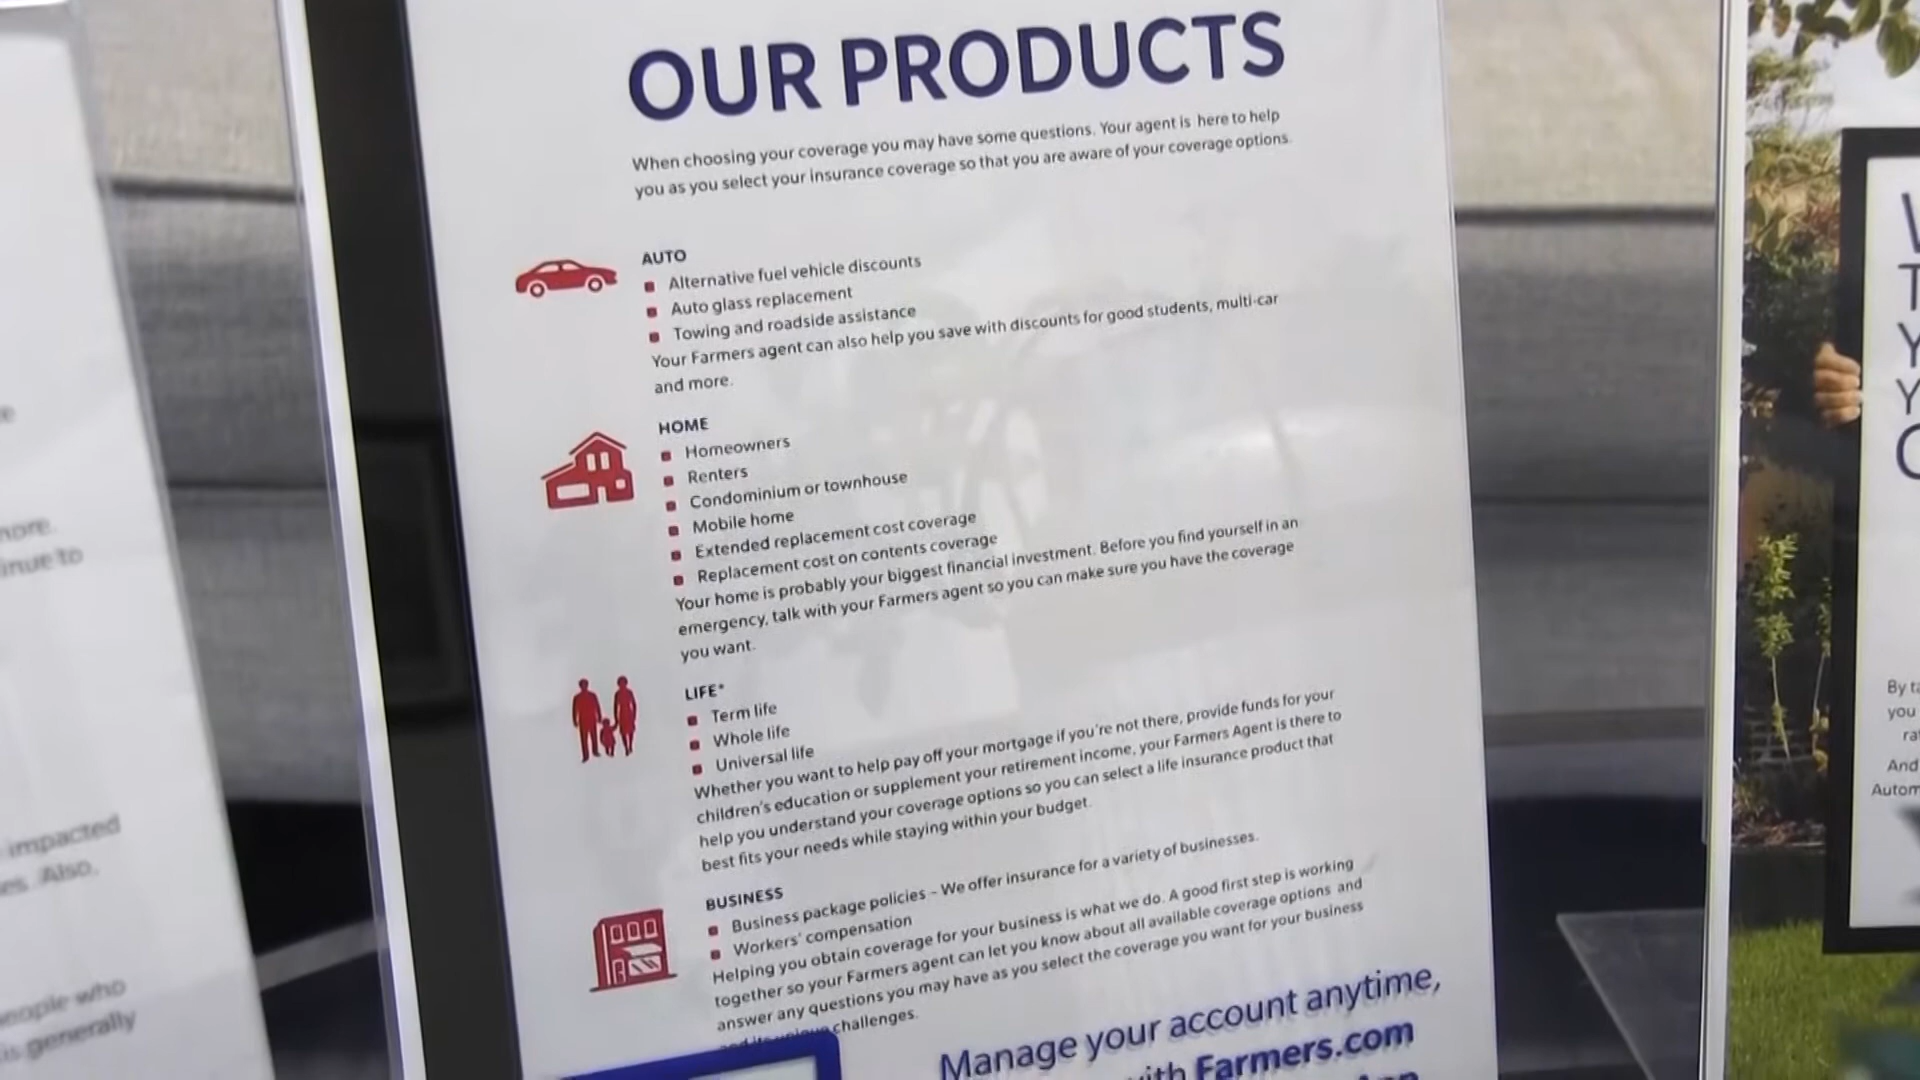 OUR PRODUCTS
When choosing your coverage you may have some questions. Your agent is here to help
you as you select your insurance coverage so that you are aware of your coverage options.
AUTO
Alternative fuel vehicle discounts
Auto glass replacement
Towing and roadside assistance
Your Farmers agent can also help you save with discounts for good students, multi-car
and more.
HOME
Homeowners
Renters
Condominium or townhouse
Mobile home
Extended replacement cost coverage
Replacement cost on contents coverage
Your home is probably your biggest financial investment. Before you find yourself in an
emergency, talk with your Farmers agent so you can make sure you have the coverage
you want.
LIFE*
Term life
Whole life
Universal life
Whether you want to help pay off your mortgage if you're not there, provide funds for your
children's education or supplement your retirement income, your Farmers Agent is there to
help you understand your coverage options so you can select a life insurance product that
best fits your needs while staying within your budget.
BUSINESS
Business package policies – We offer insurance for a variety of businesses.
Workers' compensation
Helping you obtain coverage for your business is what we do. A good first step is working
together so your Farmers agent can let you know about all available coverage options and
answer any questions you may have as you select the coverage you want for your business
challenges.
Manage your account anytime,
with Farmers.com
impacted
Also,
people who
is generally
By
you
And